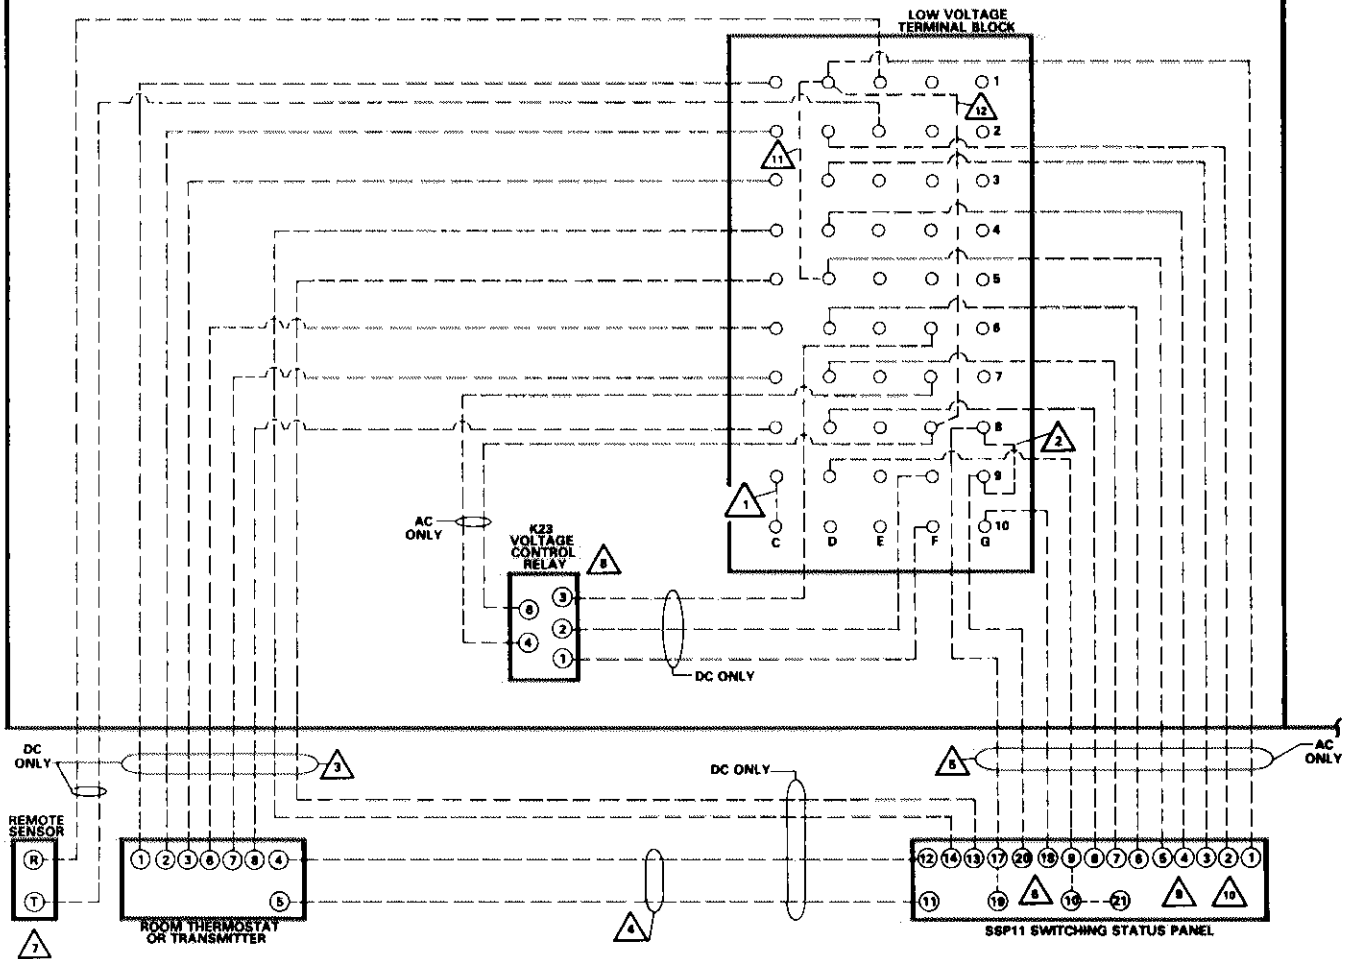 LOW VOLTAGE
TERMINAL BLOCK
1
12
2
11
3
4
5
6
7
8
2
9
1
10
C D E F G
AC
ONLY
K23
VOLTAGE
CONTROL
RELAY
8
3
6
2
4
1
DC ONLY
DC
ONLY
3
DC ONLY
5
AC
ONLY
REMOTE
SENSOR
R
T
7
1 2 3 6 7 8 4
5
ROOM THERMOSTAT
OR TRANSMITTER
4
12 14 13 17 20 18 9 8 7 6 5 4 3 2 1
11 19 6 10 21 9 10
SSP11 SWITCHING STATUS PANEL